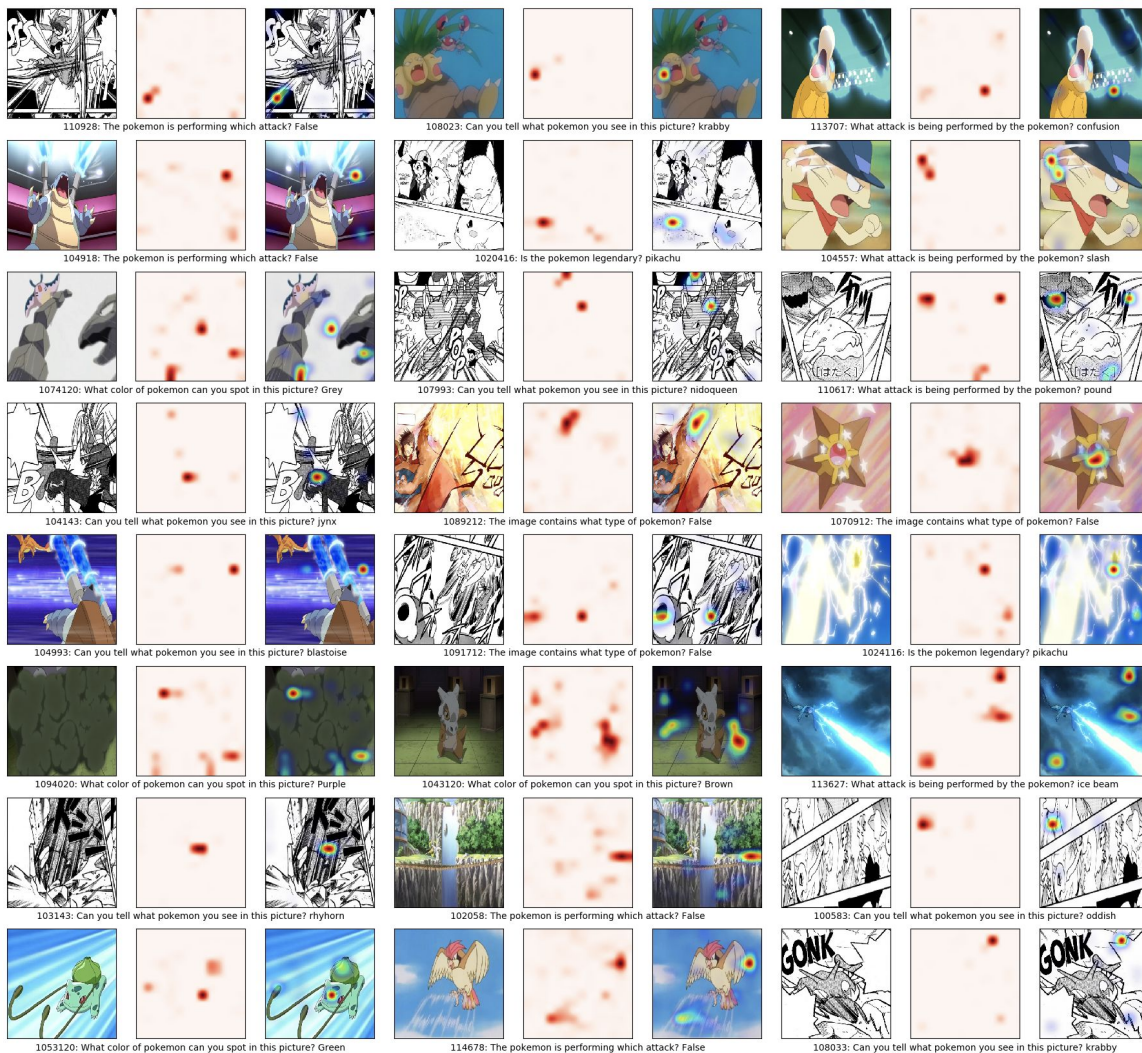 110928: The pokemon is performing which attack? False
108023: Can you tell what pokemon you see in this picture? krabby
113707: What attack is being performed by the pokemon? confusion
104918: The pokemon is performing which attack? False
1020416: Is the pokemon legendary? pikachu
104557: What attack is being performed by the pokemon? slash
POP
POP
[はたく]
[はたく]
1074120: What color of pokemon can you spot in this picture? Grey
107993: Can you tell what pokemon you see in this picture? nidoqueen
110617: What attack is being performed by the pokemon? pound
104143: Can you tell what pokemon you see in this picture? jynx
1089212: The image contains what type of pokemon? False
1070912: The image contains what type of pokemon? False
104993: Can you tell what pokemon you see in this picture? blastoise
1091712: The image contains what type of pokemon? False
1024116: Is the pokemon legendary? pikachu
1094020: What color of pokemon can you spot in this picture? Purple
1043120: What color of pokemon can you spot in this picture? Brown
113627: What attack is being performed by the pokemon? ice beam
103143: Can you tell what pokemon you see in this picture? rhyhorn
102058: The pokemon is performing which attack? False
100583: Can you tell what pokemon you see in this picture? oddish
GONK
GONK
1053120: What color of pokemon can you spot in this picture? Green
114678: The pokemon is performing which attack? False
108033: Can you tell what pokemon you see in this picture? krabby